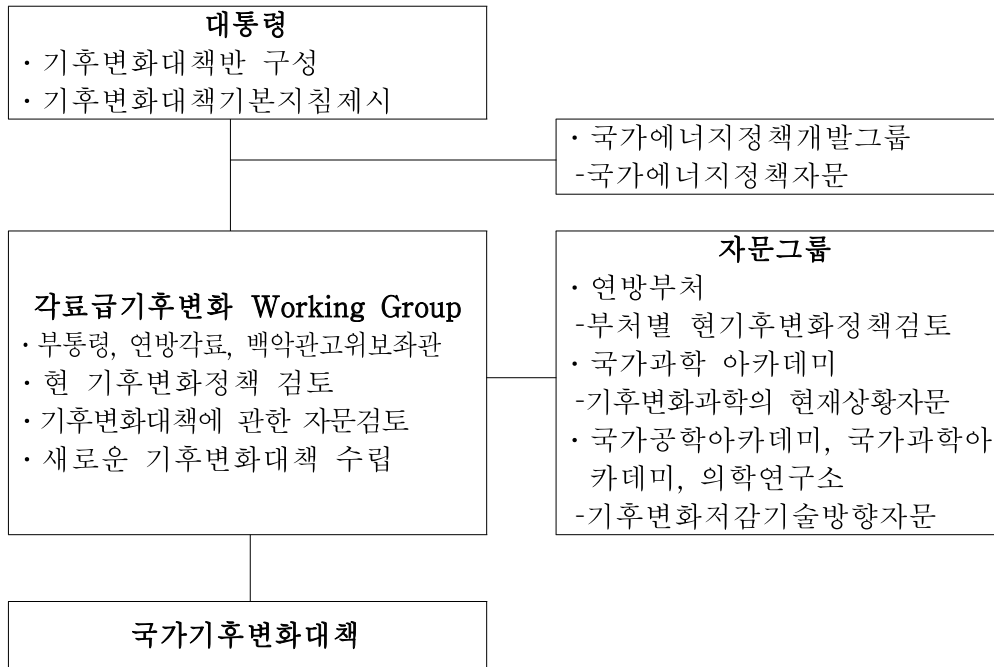 대통령
· 기후변화대책반 구성
· 기후변화대책기본지침제시
· 국가에너지정책개발그룹
-국가에너지정책자문
각료급기후변화 Working Group
· 부통령, 연방각료, 백악관고위보좌관
· 현 기후변화정책 검토
· 기후변화대책에 관한 자문검토
· 새로운 기후변화대책 수립
자문그룹
· 연방부처
-부처별 현기후변화정책검토
· 국가과학 아카데미
-기후변화과학의 현재상황자문
· 국가공학아카데미, 국가과학아
카데미, 의학연구소
-기후변화저감기술방향자문
국가기후변화대책